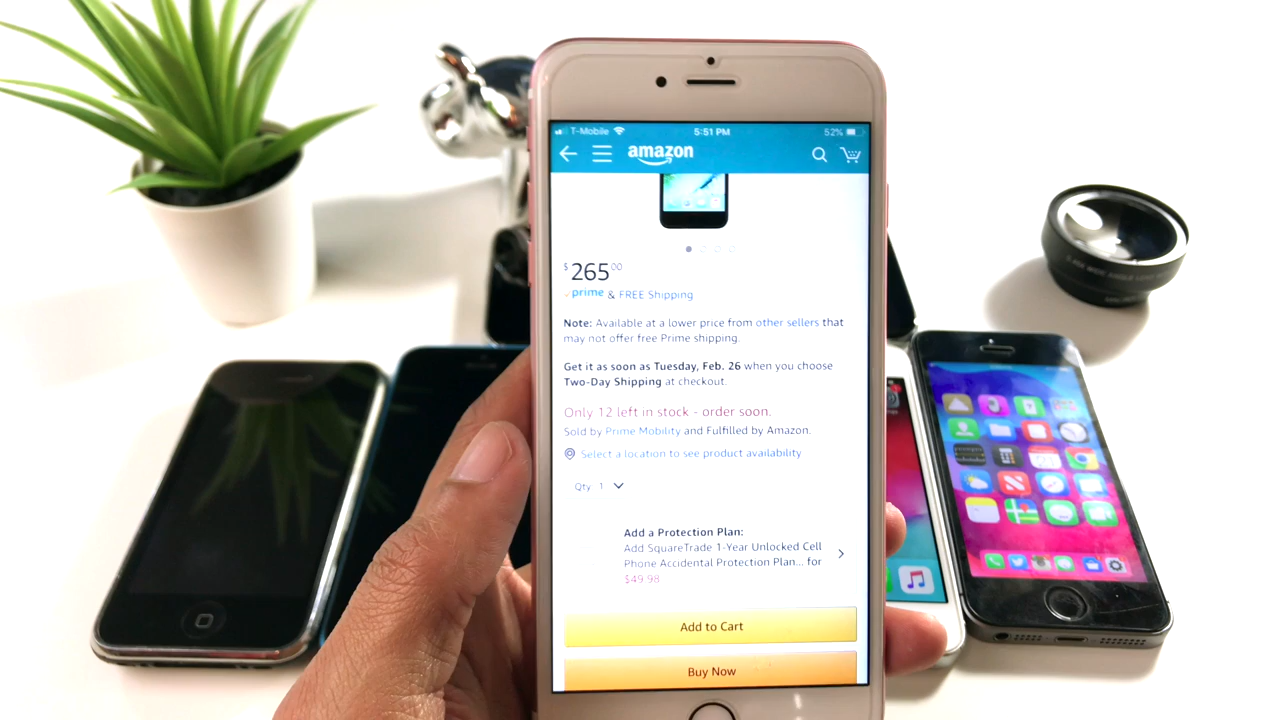 T-Mobile 5:51 PM 52%
amazon
$265.00
prime & FREE Shipping
Note: Available at a lower price from other sellers that
may not offer free Prime shipping.
Get it as soon as Tuesday, Feb. 26 when you choose
Two-Day Shipping at checkout.
Only 12 left in stock - order soon.
Sold by Prime Mobility and Fulfilled by Amazon.
Select a location to see product availability
Qty 1
Add a Protection Plan:
Add SquareTrade 1-Year Unlocked Cell
Phone Accidental Protection Plan... for
$49.98
Add to Cart
Buy Now